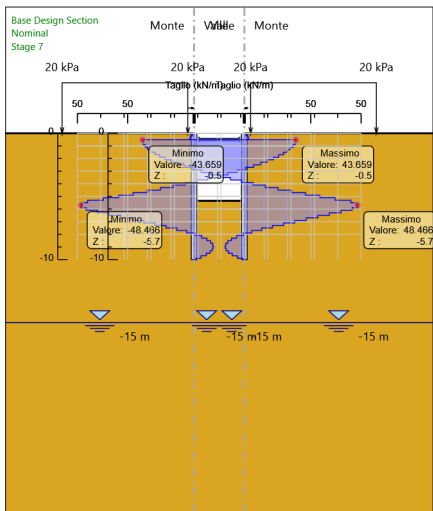 Base Design Section
Nominal
Stage 7
Monte Valle Valle Monte
20 kPa 20 kPa 20 kPa 20 kPa
Taglio (kN/m) Taglio (kN/m)
50 50 50 50
0 0
Minimo
Valore: -43.659
Z : -0.5
Massimo
Valore: 43.659
Z : -0.5
Minimo
Valore: -48.466
Z : -5.7
Massimo
Valore: 48.466
Z : -5.7
-10 -10
-15 m -15 m -15 m -15 m